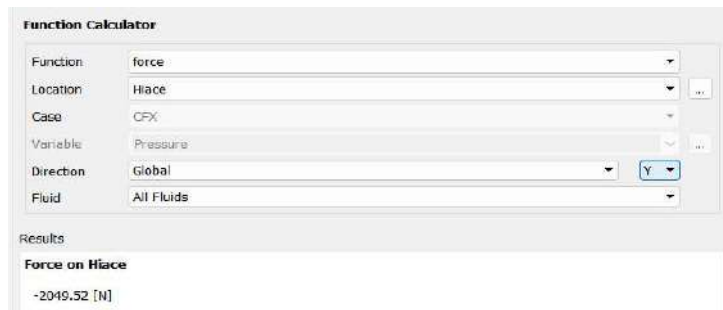 Function Calculator
Function force
Location Hiace ...
Case CFX
Variable Pressure ...
Direction Global Y
Fluid All Fluids
Results
Force on Hiace
-2049.52 [N]